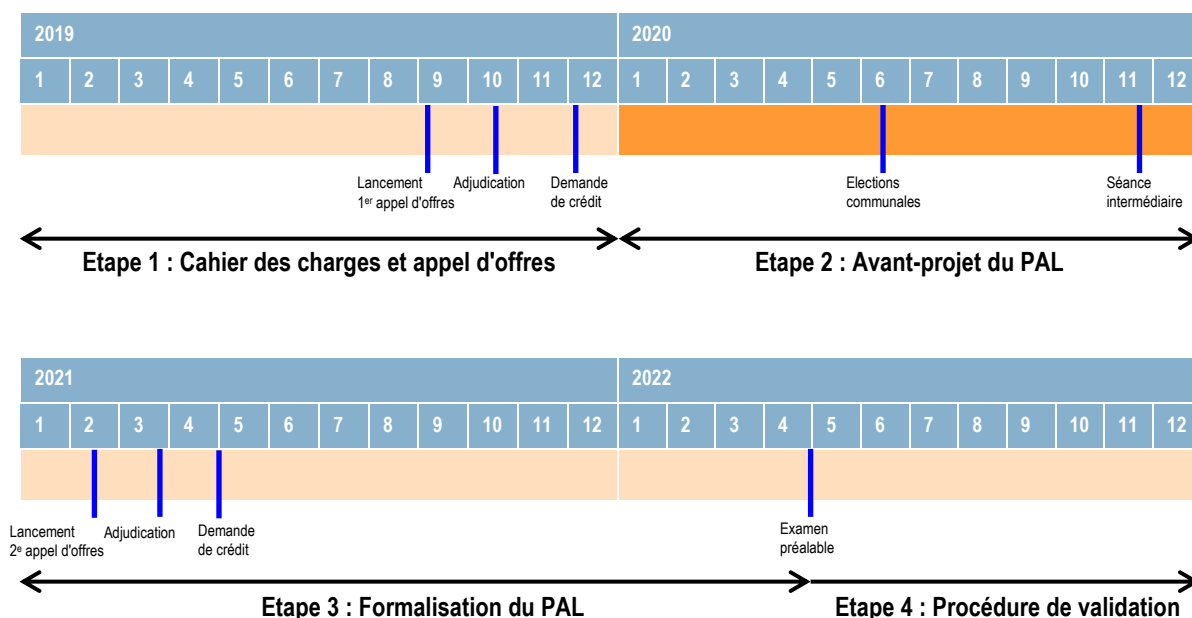 2019 2020
1 2 3 4 5 6 7 8 9 10 11 12 1 2 3 4 5 6 7 8 9 10 11 12
Lancement
1er appel d'offres
Adjudication
Demande
de crédit
Elections
communales
Séance
intermédiaire
Etape 1 : Cahier des charges et appel d'offres
Etape 2 : Avant-projet du PAL
2021 2022
1 2 3 4 5 6 7 8 9 10 11 12 1 2 3 4 5 6 7 8 9 10 11 12
Lancement
2e appel d'offres
Adjudication
Demande
de crédit
Examen
préalable
Etape 3 : Formalisation du PAL
Etape 4 : Procédure de validation